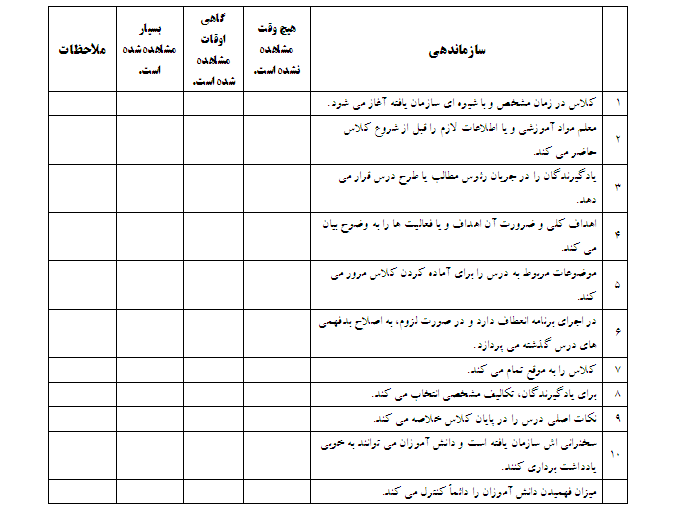 سازماندهی
هیچ وقت
مشاهده
نشده است.
گاهی
اوقات
مشاهده
شده است.
بسیار
مشاهده شده
است.
ملاحظات
۱ کلاس در زمان مشخص و با شیوه ای سازمان یافته آغاز می شود.
۲ معلم مواد آموزشی و یا اطلاعات لازم را قبل از شروع کلاس
حاضر می کند.
۳ یادگیرندگان را در جریان رئوس مطالب یا طرح درس قرار می
دهد.
۴ اهداف کلی و ضرورت آن اهداف و یا فعالیت ها را به وضوح بیان
می کند.
۵ موضوعات مربوط به درس را برای آماده کردن کلاس مرور می
کند.
۶ در اجرای برنامه انعطاف دارد و در صورت لزوم، به اصلاح بدفهمی
های درس گذشته می پردازد.
۷ کلاس را به موقع تمام می کند.
۸ برای یادگیرندگان، تکالیف مشخصی انتخاب می کند.
۹ نکات اصلی درس را در پایان کلاس خلاصه می کند.
۱۰ سخنرانی اش سازمان یافته است و دانش آموزان می توانند به خوبی
یادداشت برداری کنند.
میزان فهمیدن دانش آموزان را دائماً کنترل می کند.